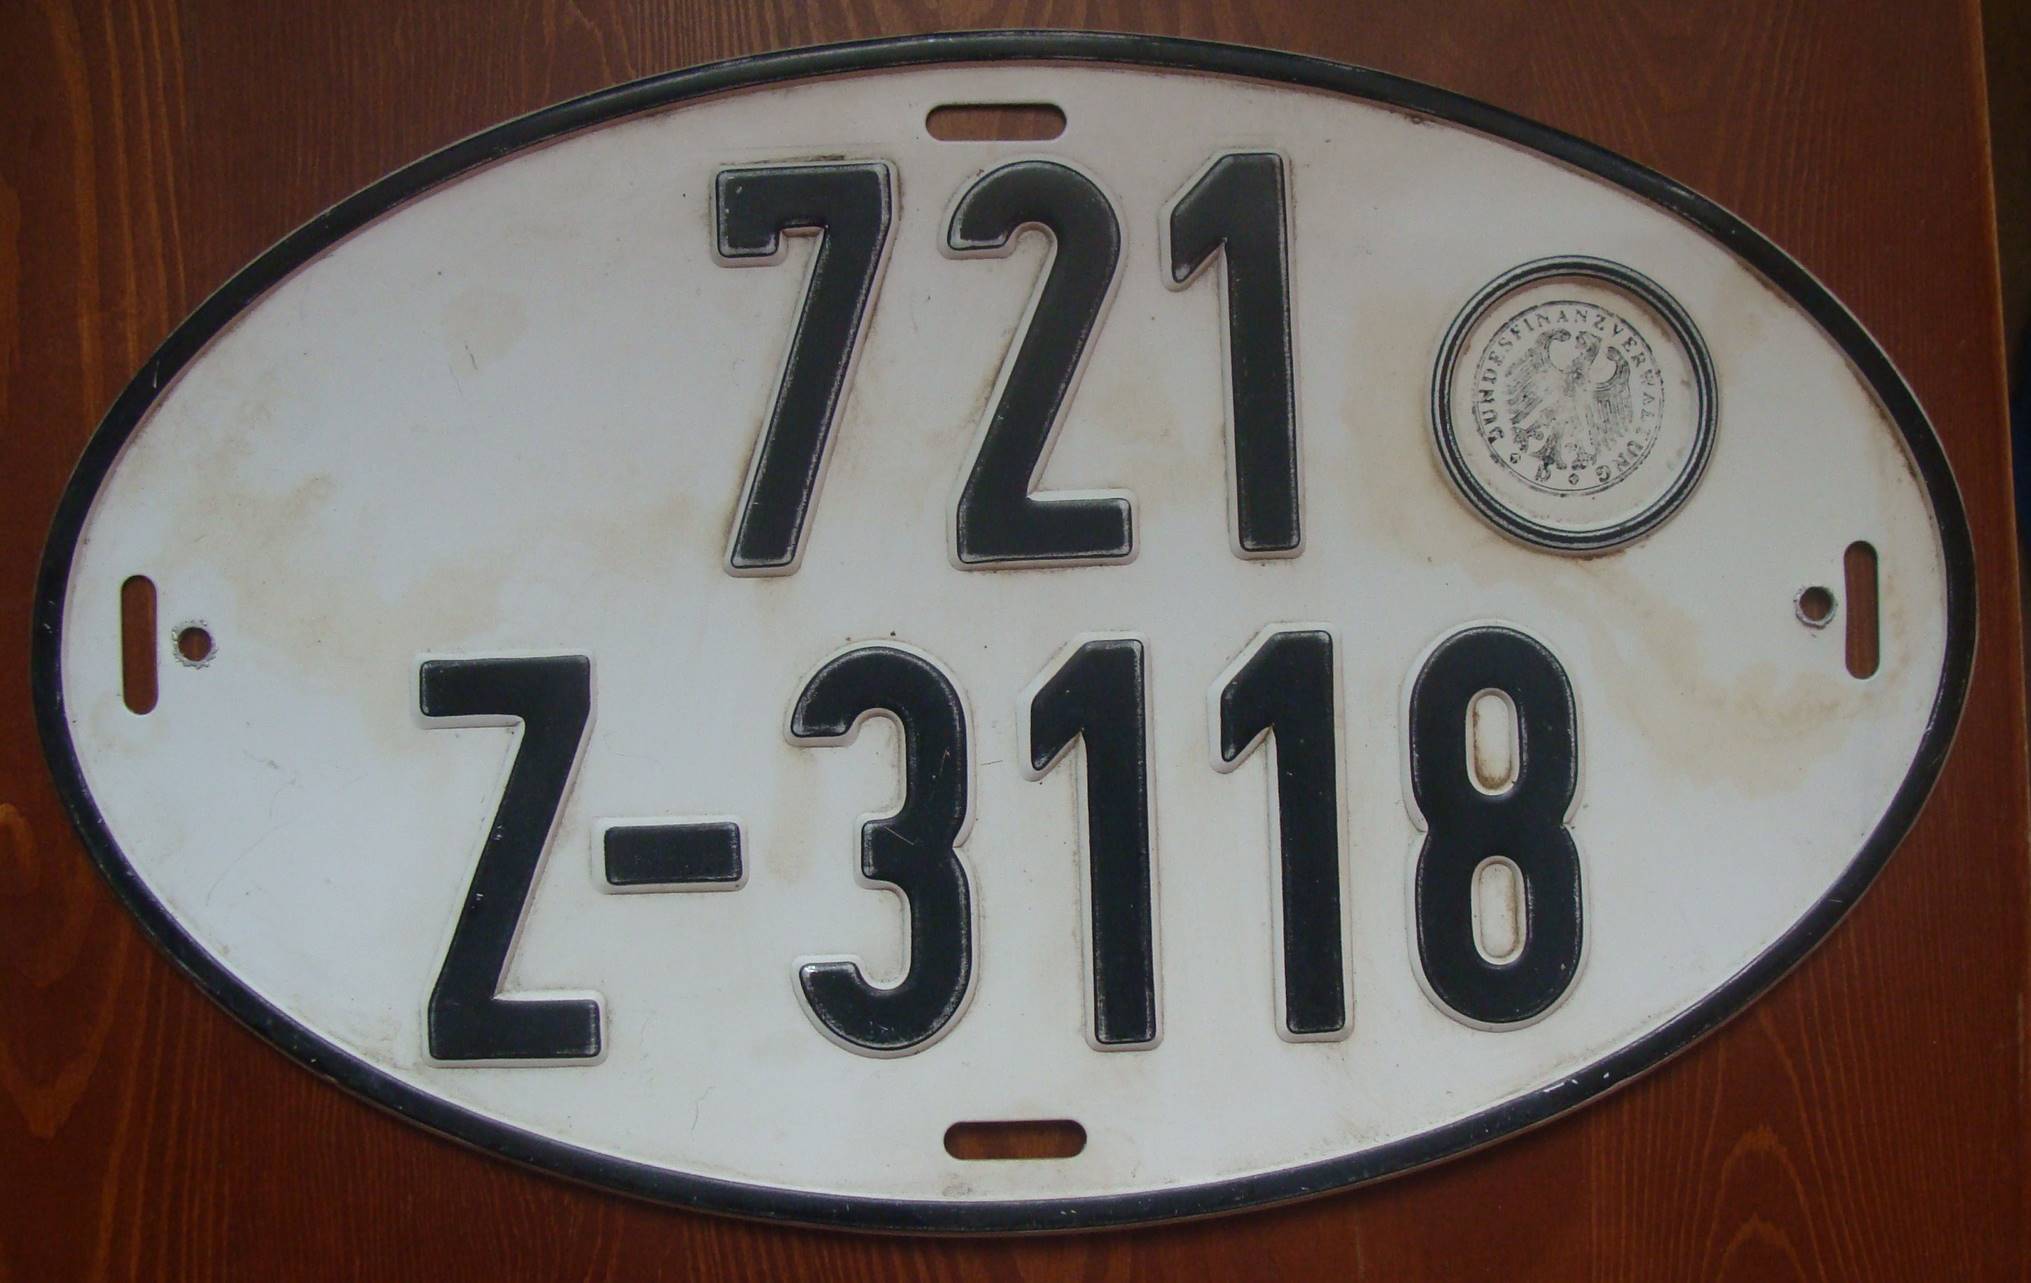 721
BUNDESFINANZVERWALTUNG
Z-3118